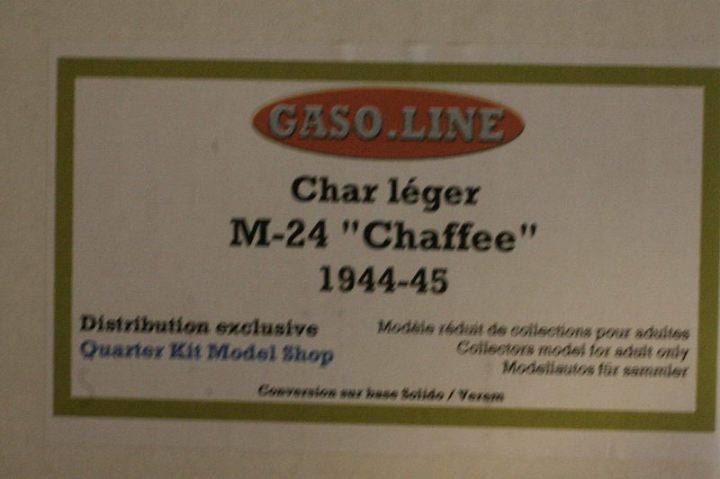 GASO.LINE
Char léger
M-24 "Chaffee"
1944-45
Distribution exclusive
Quarter Kit Model Shop
Modèle réduit de collections pour adultes
Collectors model for adult only
Modellautos für sammler
Conversion sur base Solido / Verem